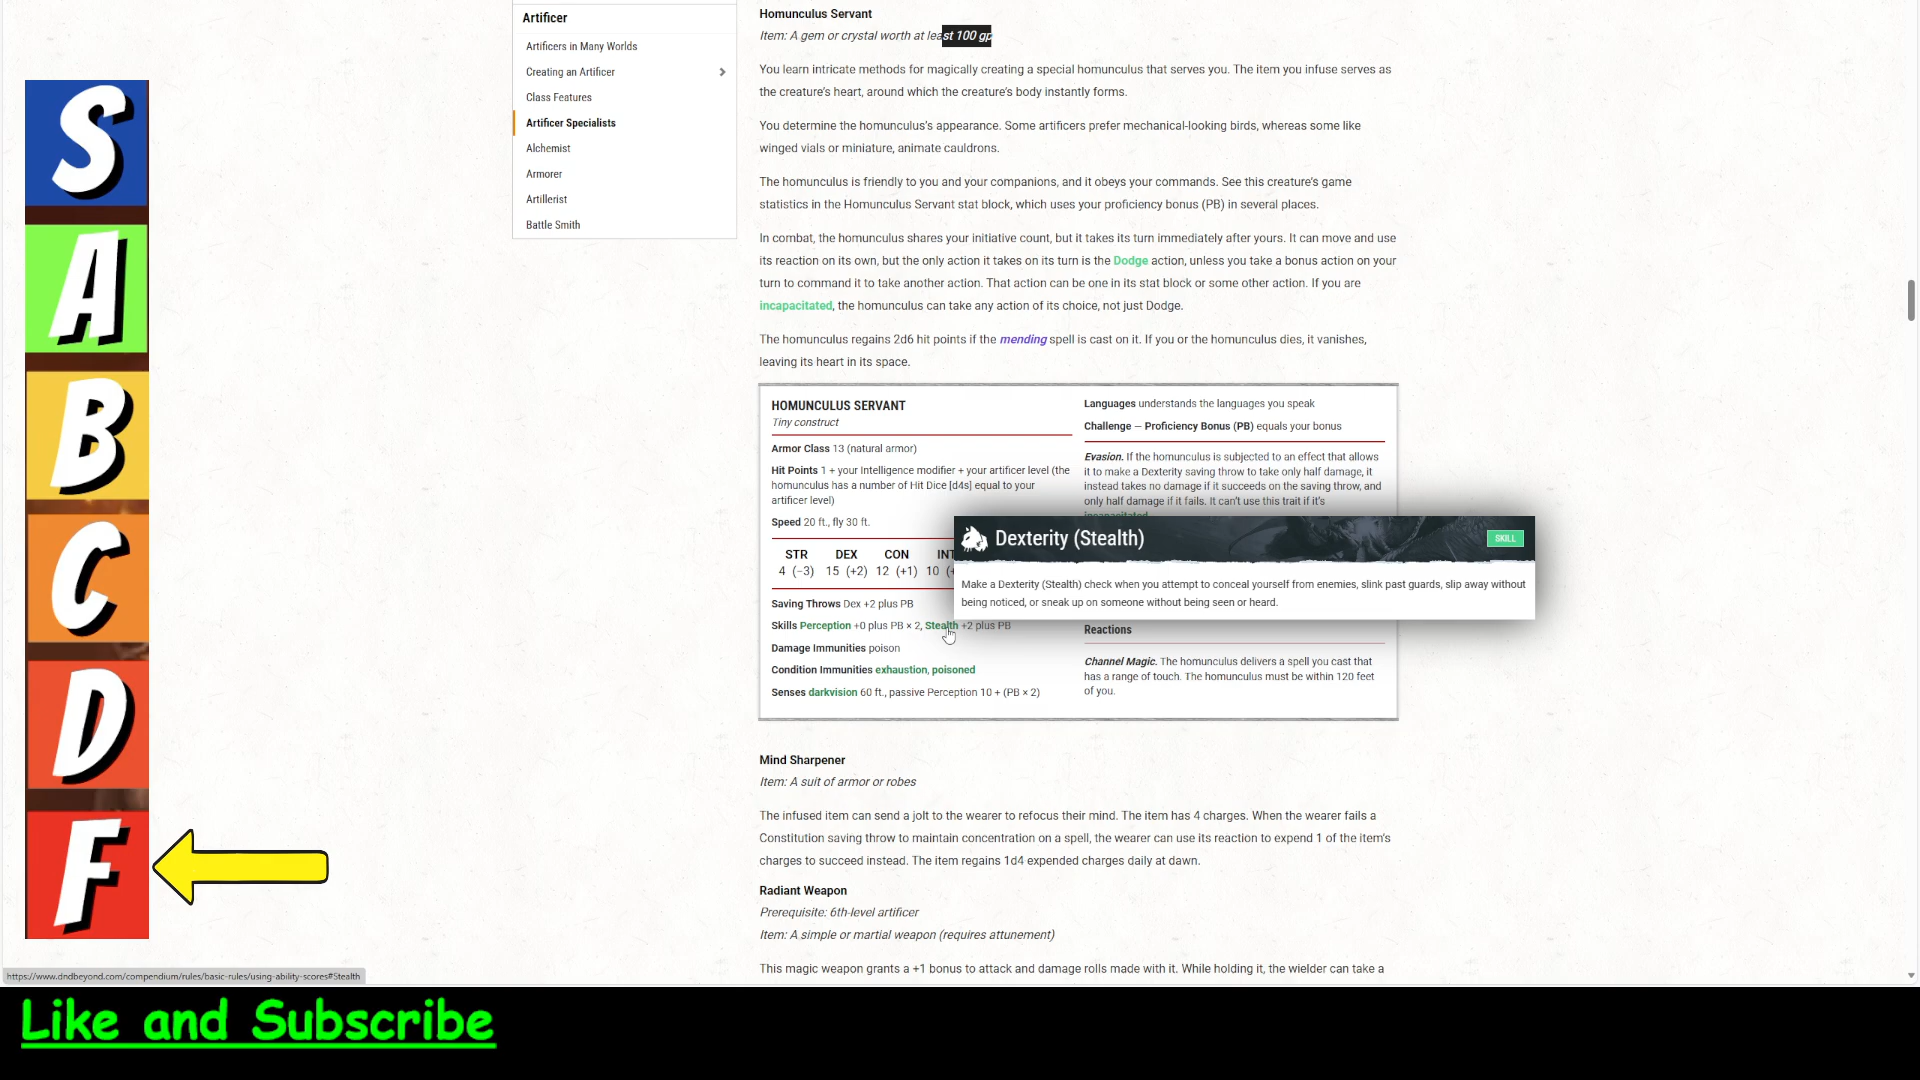 S
A
B
C
D
F
Artificer
Artificers in Many Worlds
Creating an Artificer
Class Features
Artificer Specialists
Alchemist
Armorer
Artillerist
Battle Smith
Homunculus Servant
Item: A gem or crystal worth at least 100 gp
You learn intricate methods for magically creating a special homunculus that serves you. The item you infuse serves as
the creature's heart, around which the creature's body instantly forms.
You determine the homunculus's appearance. Some artificers prefer mechanical-looking birds, whereas some like
winged vials or miniature, animate cauldrons.
The homunculus is friendly to you and your companions, and it obeys your commands. See this creature's game
statistics in the Homunculus Servant stat block, which uses your proficiency bonus (PB) in several places.
In combat, the homunculus shares your initiative count, but it takes its turn immediately after yours. It can move and use
its reaction on its own, but the only action it takes on its turn is the Dodge action, unless you take a bonus action on your
turn to command it to take another action. That action can be one in its stat block or some other action. If you are
incapacitated, the homunculus can take any action of its choice, not just Dodge.
The homunculus regains 2d6 hit points if the mending spell is cast on it. If you or the homunculus dies, it vanishes,
leaving its heart in its space.
HOMUNCULUS SERVANT
Tiny construct
Armor Class 13 (natural armor)
Hit Points 1 + your Intelligence modifier + your artificer level (the
homunculus has a number of Hit Dice [d4s] equal to your
artificer level)
Speed 20 ft., fly 30 ft.
STR DEX CON INT
4 (−3) 15 (+2) 12 (+1) 10 (+
Saving Throws Dex +2 plus PB
Skills Perception +0 plus PB × 2, Stealth +2 plus PB
Damage Immunities poison
Condition Immunities exhaustion, poisoned
Senses darkvision 60 ft., passive Perception 10 + (PB × 2)
Languages understands the languages you speak
Challenge — Proficiency Bonus (PB) equals your bonus
Evasion. If the homunculus is subjected to an effect that allows
it to make a Dexterity saving throw to take only half damage, it
instead takes no damage if it succeeds on the saving throw, and
only half damage if it fails. It can't use this trait if it's
incapacitated.
Dexterity (Stealth)
SKILL
Make a Dexterity (Stealth) check when you attempt to conceal yourself from enemies, slink past guards, slip away without
being noticed, or sneak up on someone without being seen or heard.
Reactions
Channel Magic. The homunculus delivers a spell you cast that
has a range of touch. The homunculus must be within 120 feet
of you.
Mind Sharpener
Item: A suit of armor or robes
The infused item can send a jolt to the wearer to refocus their mind. The item has 4 charges. When the wearer fails a
Constitution saving throw to maintain concentration on a spell, the wearer can use its reaction to expend 1 of the item's
charges to succeed instead. The item regains 1d4 expended charges daily at dawn.
Radiant Weapon
Prerequisite: 6th-level artificer
Item: A simple or martial weapon (requires attunement)
This magic weapon grants a +1 bonus to attack and damage rolls made with it. While holding it, the wielder can take a
https://www.dndbeyond.com/compendium/rules/basic-rules/using-ability-scores#Stealth
Like and Subscribe